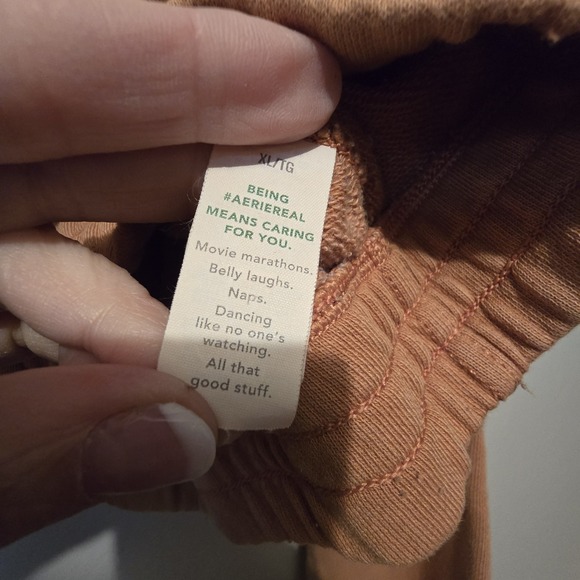 XL/TG
BEING
#AERIEREAL
MEANS CARING
FOR YOU.
Movie marathons.
Belly laughs.
Naps.
Dancing
like no one's
watching.
All that
good stuff.